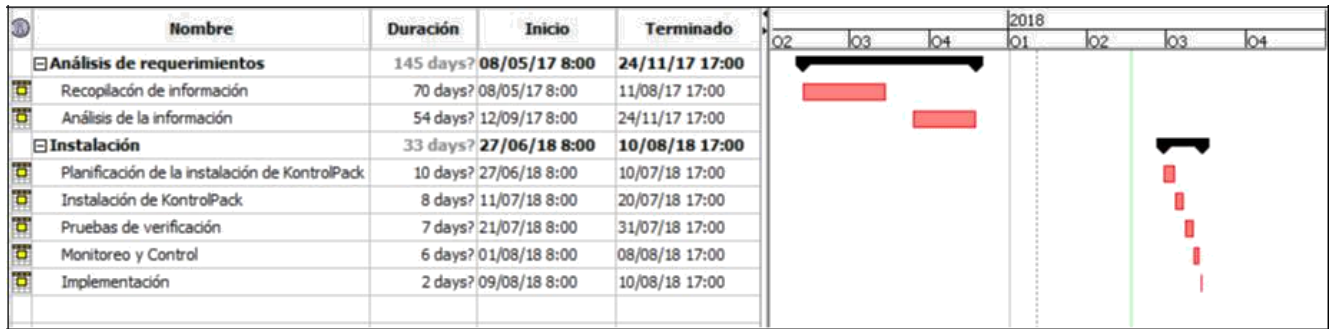 Nombre Duración Inicio Terminado
2018
O2 O3 O4 O1 O2 O3 O4
Análisis de requerimientos 145 days? 08/05/17 8:00 24/11/17 17:00
Recopilacón de información 70 days? 08/05/17 8:00 11/08/17 17:00
Análisis de la información 54 days? 12/09/17 8:00 24/11/17 17:00
Instalación 33 days? 27/06/18 8:00 10/08/18 17:00
Planificación de la instalación de KontrolPack 10 days? 27/06/18 8:00 10/07/18 17:00
Instalación de KontrolPack 8 days? 11/07/18 8:00 20/07/18 17:00
Pruebas de verificación 7 days? 21/07/18 8:00 31/07/18 17:00
Monitoreo y Control 6 days? 01/08/18 8:00 08/08/18 17:00
Implementación 2 days? 09/08/18 8:00 10/08/18 17:00